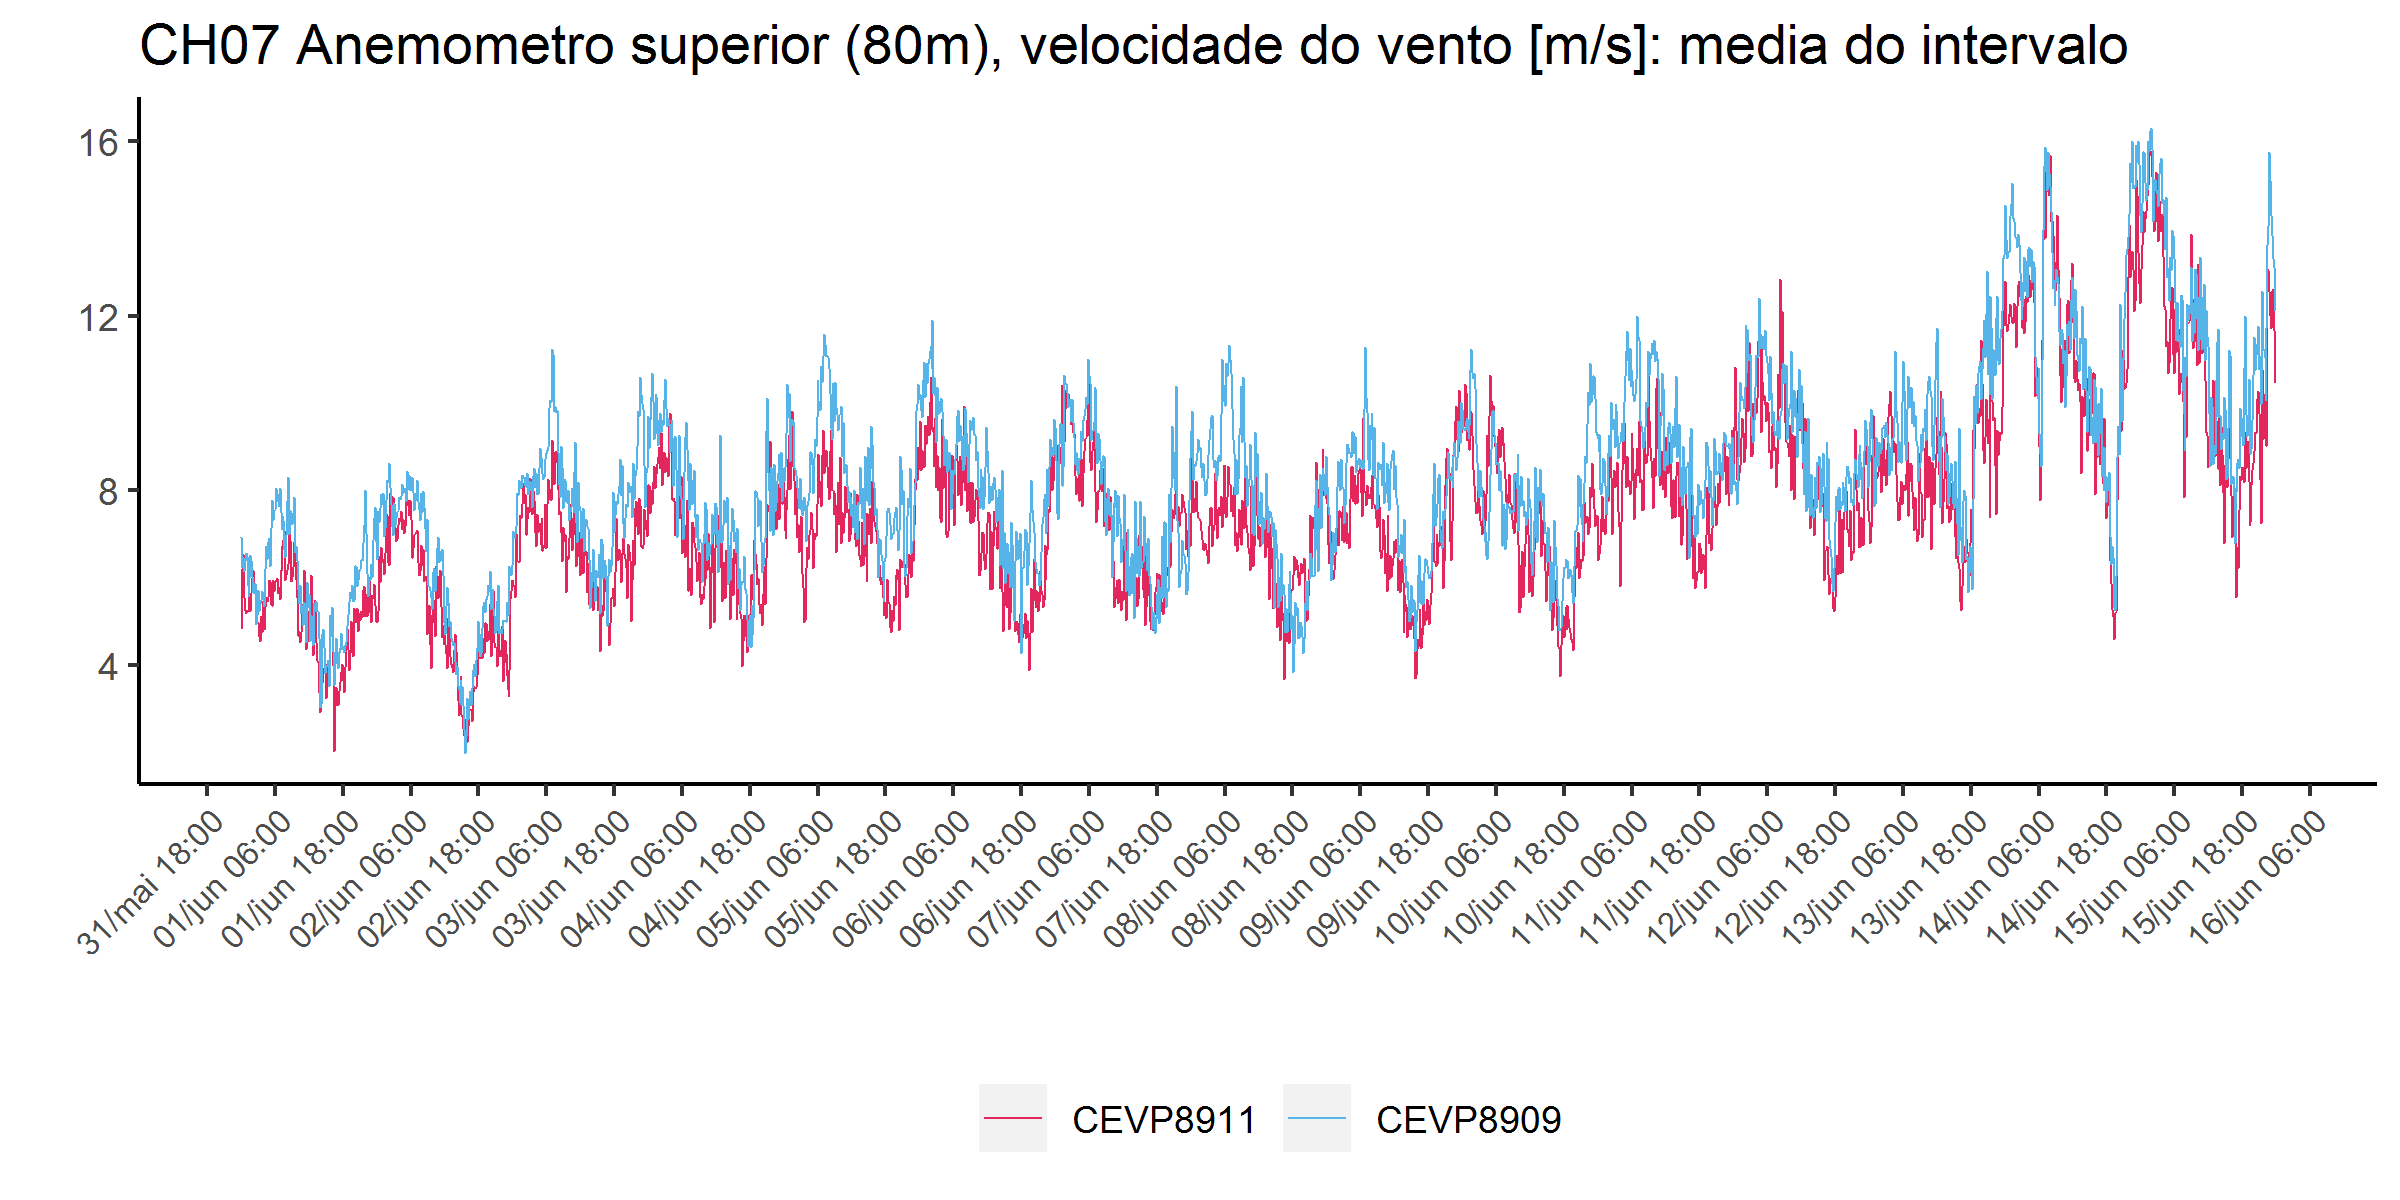 CH07 Anemometro superior (80m), velocidade do vento [m/s]: media do intervalo
16
12
8
4
31/mai 18:00
01/jun 06:00
01/jun 18:00
02/jun 06:00
02/jun 18:00
03/jun 06:00
03/jun 18:00
04/jun 06:00
04/jun 18:00
05/jun 06:00
05/jun 18:00
06/jun 06:00
06/jun 18:00
07/jun 06:00
07/jun 18:00
08/jun 06:00
08/jun 18:00
09/jun 06:00
09/jun 18:00
10/jun 06:00
10/jun 18:00
11/jun 06:00
11/jun 18:00
12/jun 06:00
12/jun 18:00
13/jun 06:00
13/jun 18:00
14/jun 06:00
14/jun 18:00
15/jun 06:00
15/jun 18:00
16/jun 06:00
CEVP8911
CEVP8909